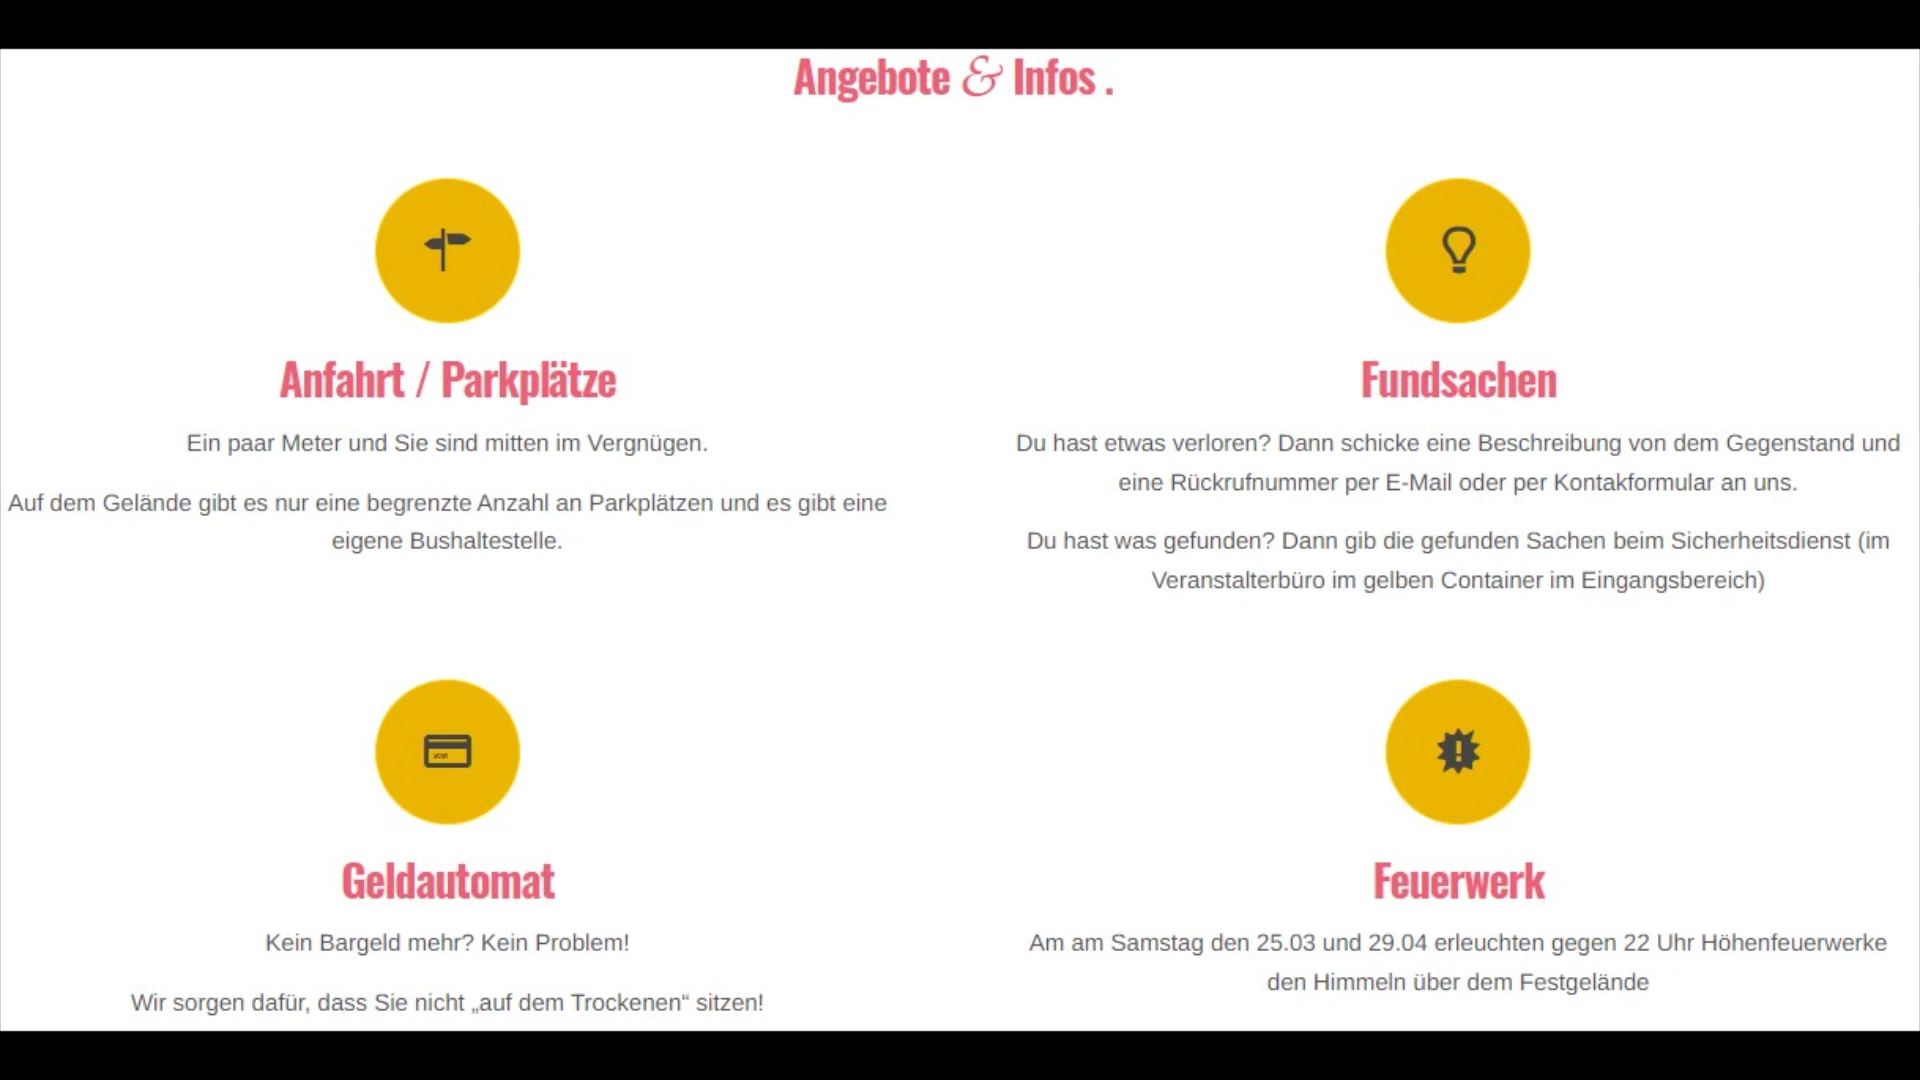 Angebote & Infos .
Anfahrt / Parkplätze
Ein paar Meter und Sie sind mitten im Vergnügen.
Auf dem Gelände gibt es nur eine begrenzte Anzahl an Parkplätzen und es gibt eine
eigene Bushaltestelle.
Fundsachen
Du hast etwas verloren? Dann schicke eine Beschreibung von dem Gegenstand und
eine Rückrufnummer per E-Mail oder per Kontakformular an uns.
Du hast was gefunden? Dann gib die gefunden Sachen beim Sicherheitsdienst (im
Veranstalterbüro im gelben Container im Eingangsbereich)
Geldautomat
Kein Bargeld mehr? Kein Problem!
Wir sorgen dafür, dass Sie nicht „auf dem Trockenen“ sitzen!
Feuerwerk
Am am Samstag den 25.03 und 29.04 erleuchten gegen 22 Uhr Höhenfeuerwerke
den Himmeln über dem Festgelände